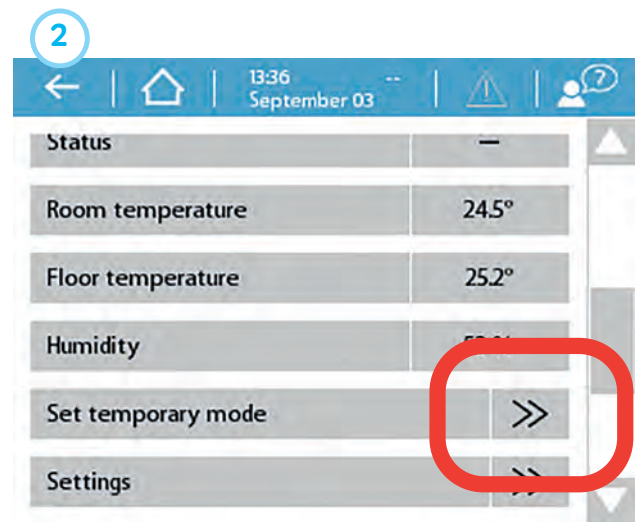 2
13:36 --
September 03
?
Status –
Room temperature 24.5°
Floor temperature 25.2°
Humidity
Set temporary mode >>
Settings >>